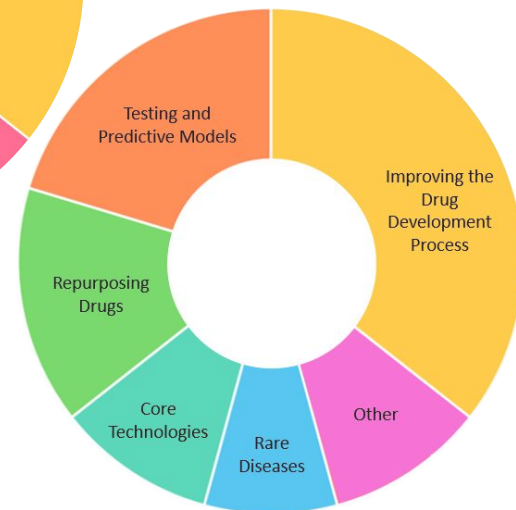 Testing and
Predictive Models
Improving the
Drug
Development
Process
Repurposing
Drugs
Core
Technologies
Rare
Diseases
Other